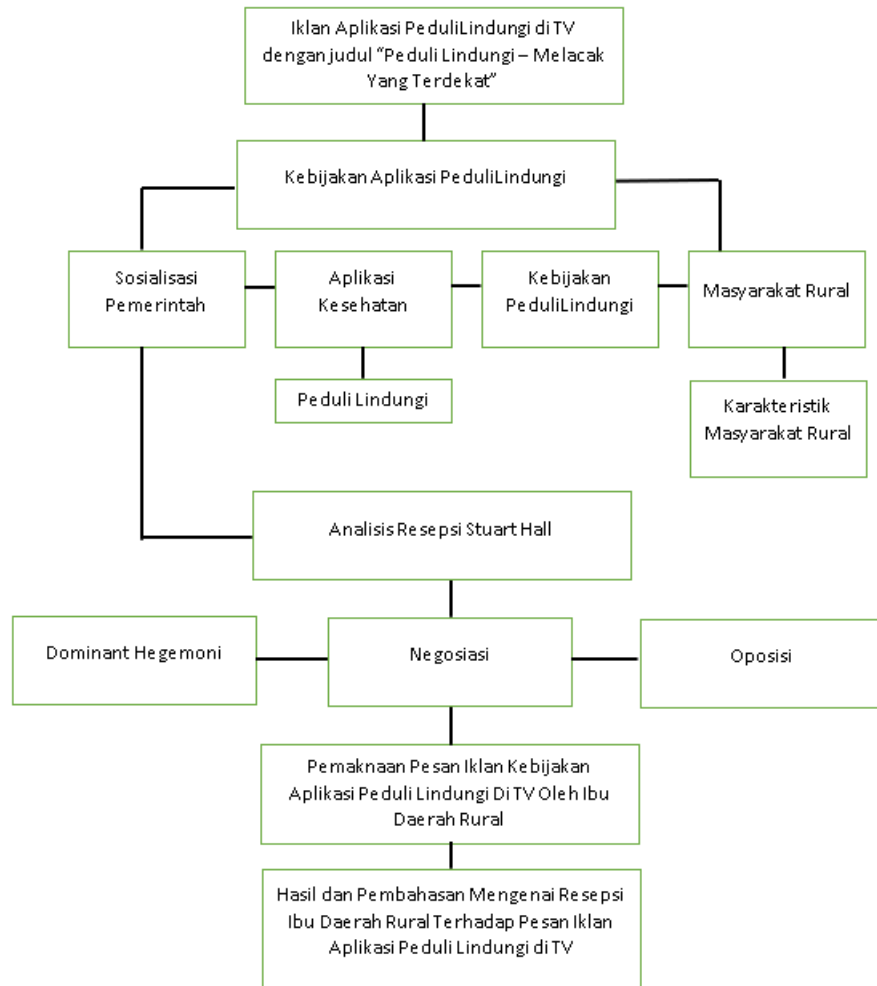 Iklan Aplikasi PeduliLindungi di TV
dengan judul “Peduli Lindungi – Melacak
Yang Terdekat”
Kebijakan Aplikasi PeduliLindungi
Sosialisasi
Pemerintah
Aplikasi
Kesehatan
Kebijakan
PeduliLindungi
Masyarakat Rural
Peduli Lindungi
Karakteristik
Masyarakat Rural
Analisis Resepsi Stuart Hall
Dominant Hegemoni
Negosiasi
Oposisi
Pemaknaan Pesan Iklan Kebijakan
Aplikasi Peduli Lindungi Di TV Oleh Ibu
Daerah Rural
Hasil dan Pembahasan Mengenai Resepsi
Ibu Daerah Rural Terhadap Pesan Iklan
Aplikasi Peduli Lindungi di TV